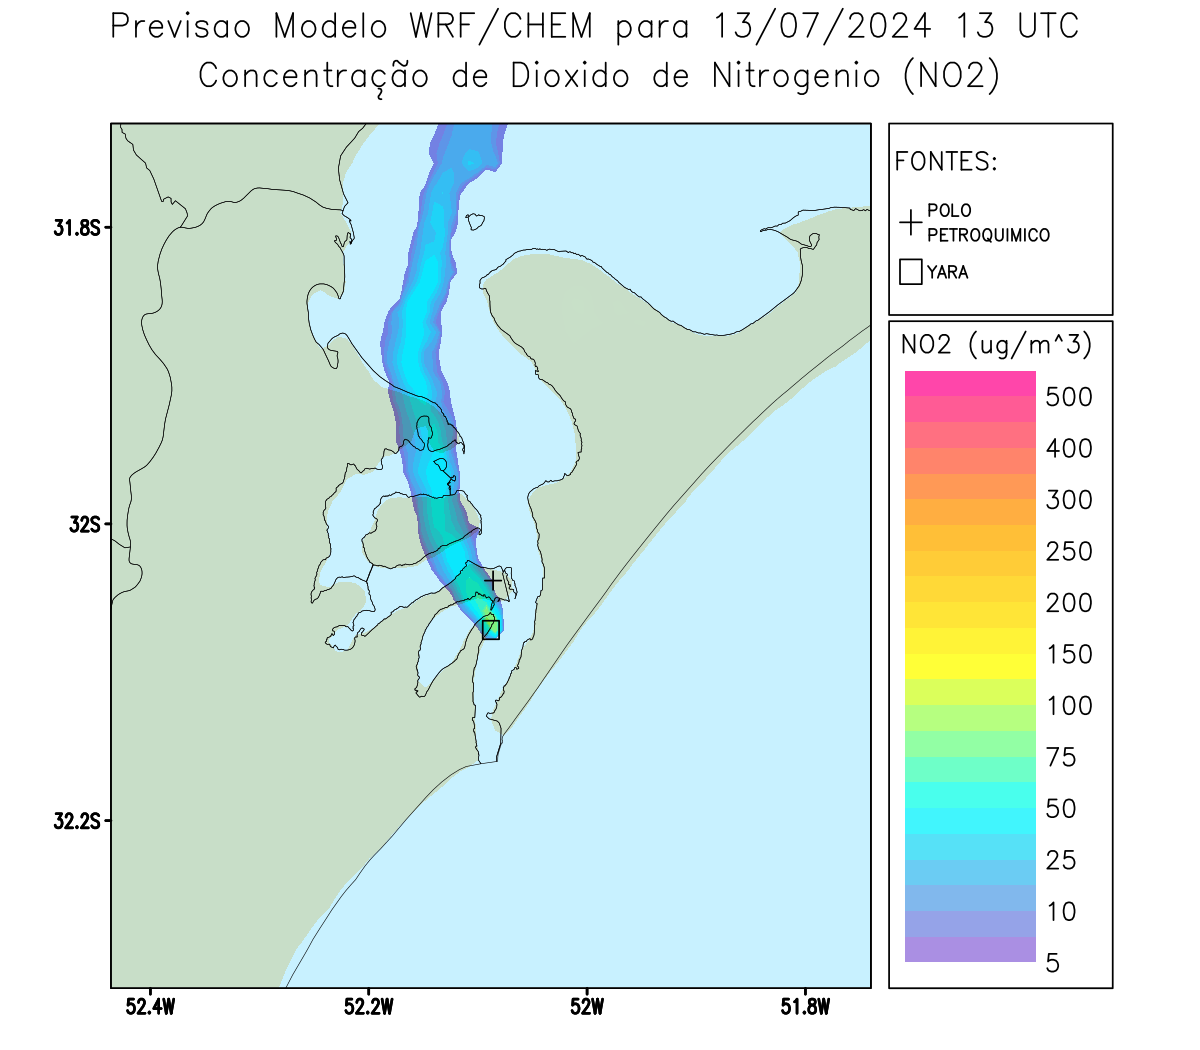 Previsao Modelo WRF/CHEM para 13/07/2024 13 UTC
Concentração de Dioxido de Nitrogenio (NO2)
FONTES:
POLO
PETROQUIMICO
YARA
NO2 (ug/m^3)
500
400
300
250
200
150
100
75
50
25
10
5
31.8S
32S
32.2S
52.4W
52.2W
52W
51.8W